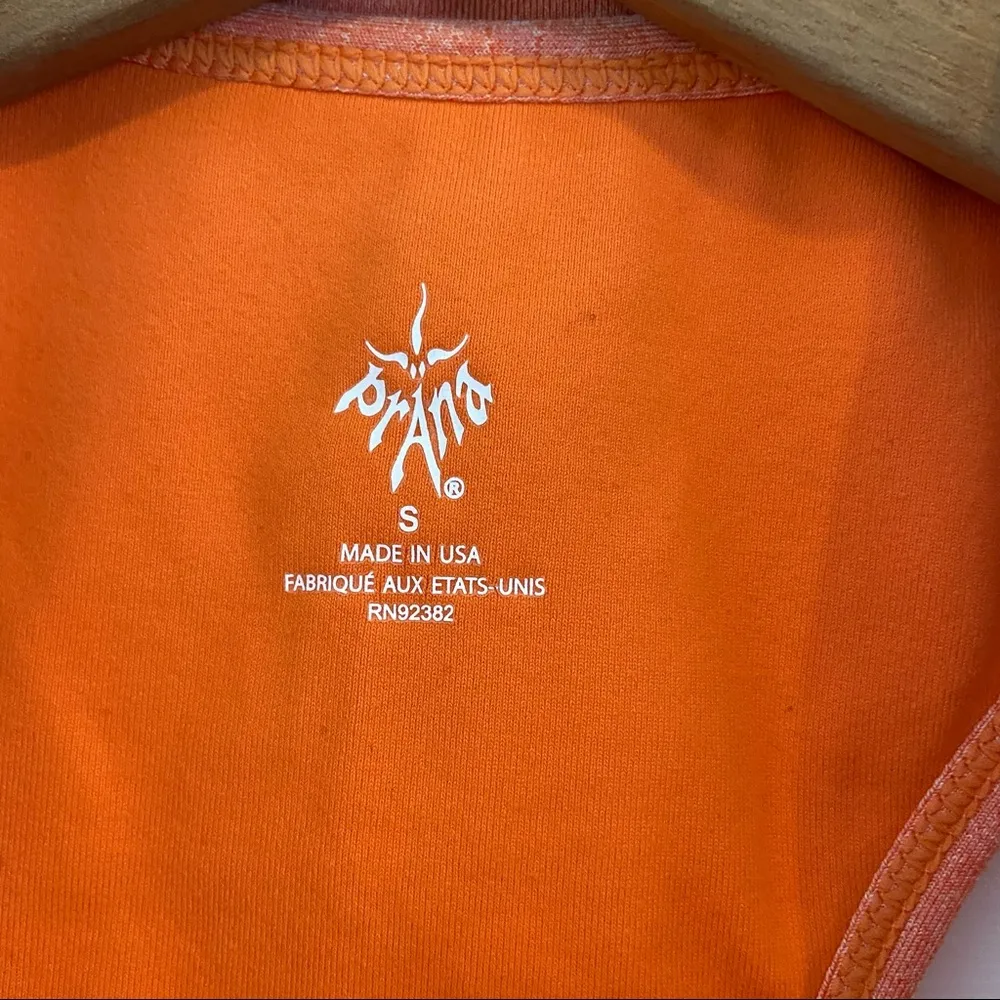 prAna®
S
MADE IN USA
FABRIQUÉ AUX ETATS-UNIS
RN92382